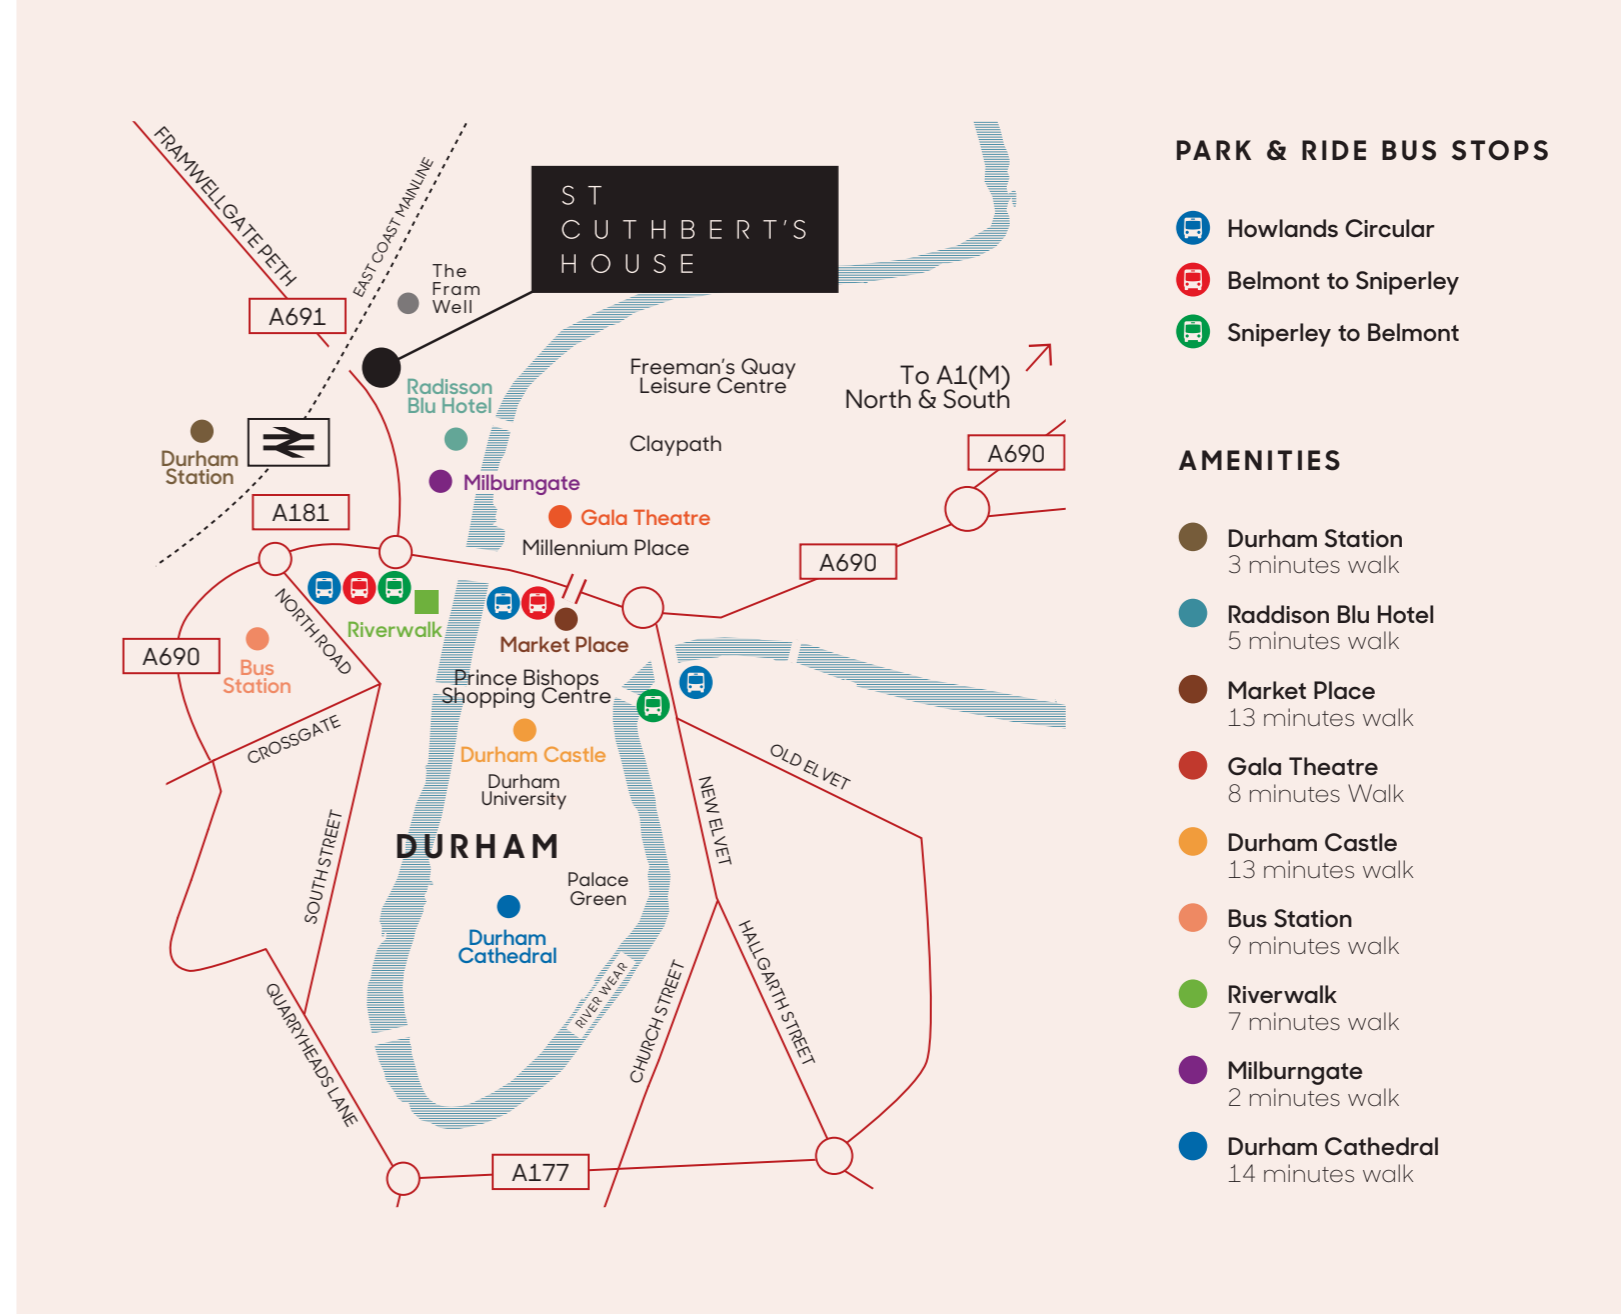 FRAMWELLGATE PETH
EAST COAST MAINLINE
ST
CUTHBERT'S
HOUSE
The
Fram
Well
A691
Radisson
Blu Hotel
Freeman's Quay
Leisure Centre
To A1(M)
North & South
Claypath
A690
Durham
Station
Milburngate
A181
Gala Theatre
Millennium Place
A690
NORTH ROAD
Riverwalk
Market Place
A690
Bus
Station
Prince Bishops
Shopping Centre
CROSSGATE
Durham Castle
Durham
University
OLD ELVET
NEW ELVET
SOUTH STREET
DURHAM
Palace
Green
Durham
Cathedral
RIVER WEAR
HALLGARTH STREET
CHURCH STREET
QUARRYHEADS LANE
A177
PARK & RIDE BUS STOPS
Howlands Circular
Belmont to Sniperley
Sniperley to Belmont
AMENITIES
Durham Station
3 minutes walk
Raddison Blu Hotel
5 minutes walk
Market Place
13 minutes walk
Gala Theatre
8 minutes Walk
Durham Castle
13 minutes walk
Bus Station
9 minutes walk
Riverwalk
7 minutes walk
Milburngate
2 minutes walk
Durham Cathedral
14 minutes walk